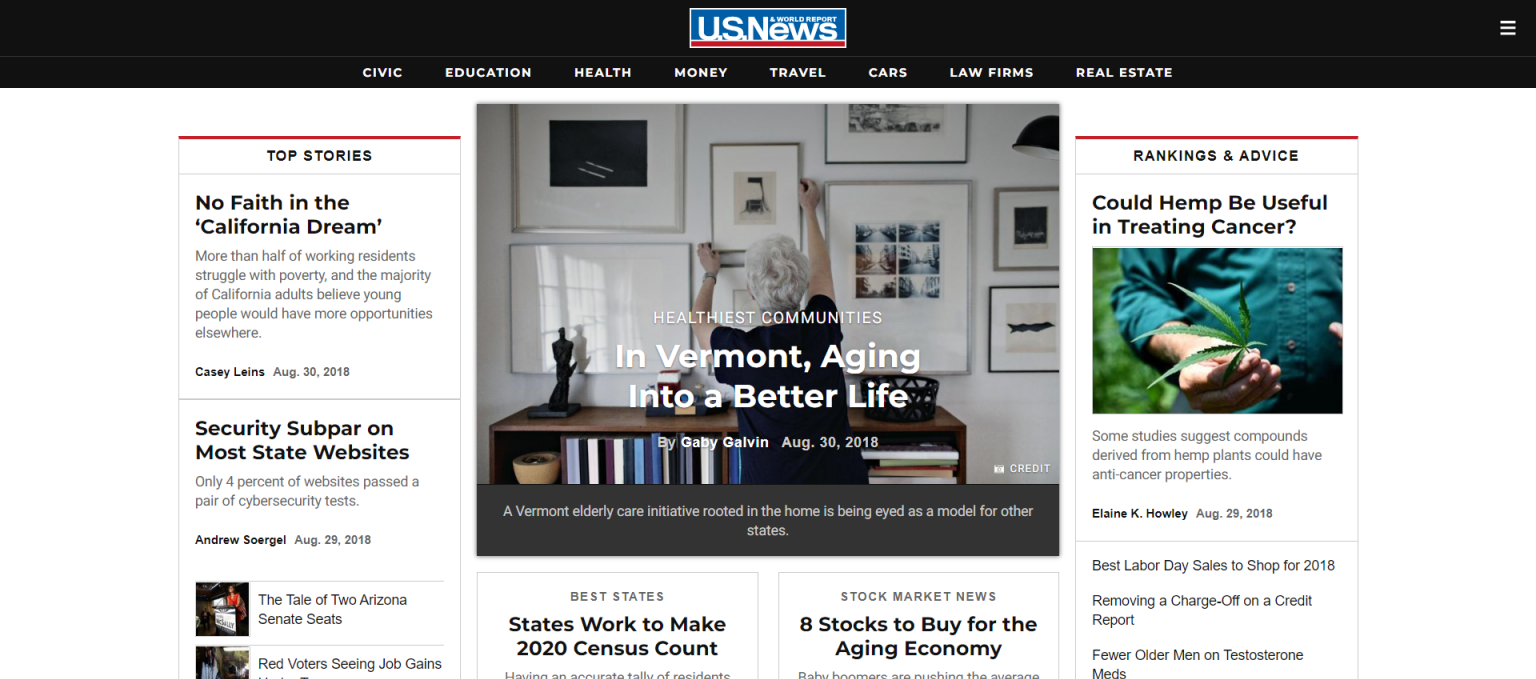 U.S.News
& WORLD REPORT
CIVIC EDUCATION HEALTH MONEY TRAVEL CARS LAW FIRMS REAL ESTATE
TOP STORIES
No Faith in the
‘California Dream’
More than half of working residents
struggle with poverty, and the majority
of California adults believe young
people would have more opportunities
elsewhere.
Casey Leins Aug. 30, 2018
Security Subpar on
Most State Websites
Only 4 percent of websites passed a
pair of cybersecurity tests.
Andrew Soergel Aug. 29, 2018
The Tale of Two Arizona
Senate Seats
Red Voters Seeing Job Gains
HEALTHIEST COMMUNITIES
In Vermont, Aging
Into a Better Life
By Gaby Galvin Aug. 30, 2018
CREDIT
A Vermont elderly care initiative rooted in the home is being eyed as a model for other
states.
BEST STATES
States Work to Make
2020 Census Count
Having an accurate tally of residents
STOCK MARKET NEWS
8 Stocks to Buy for the
Aging Economy
Baby boomers are pushing the average
RANKINGS & ADVICE
Could Hemp Be Useful
in Treating Cancer?
Some studies suggest compounds
derived from hemp plants could have
anti-cancer properties.
Elaine K. Howley Aug. 29, 2018
Best Labor Day Sales to Shop for 2018
Removing a Charge-Off on a Credit
Report
Fewer Older Men on Testosterone
Meds